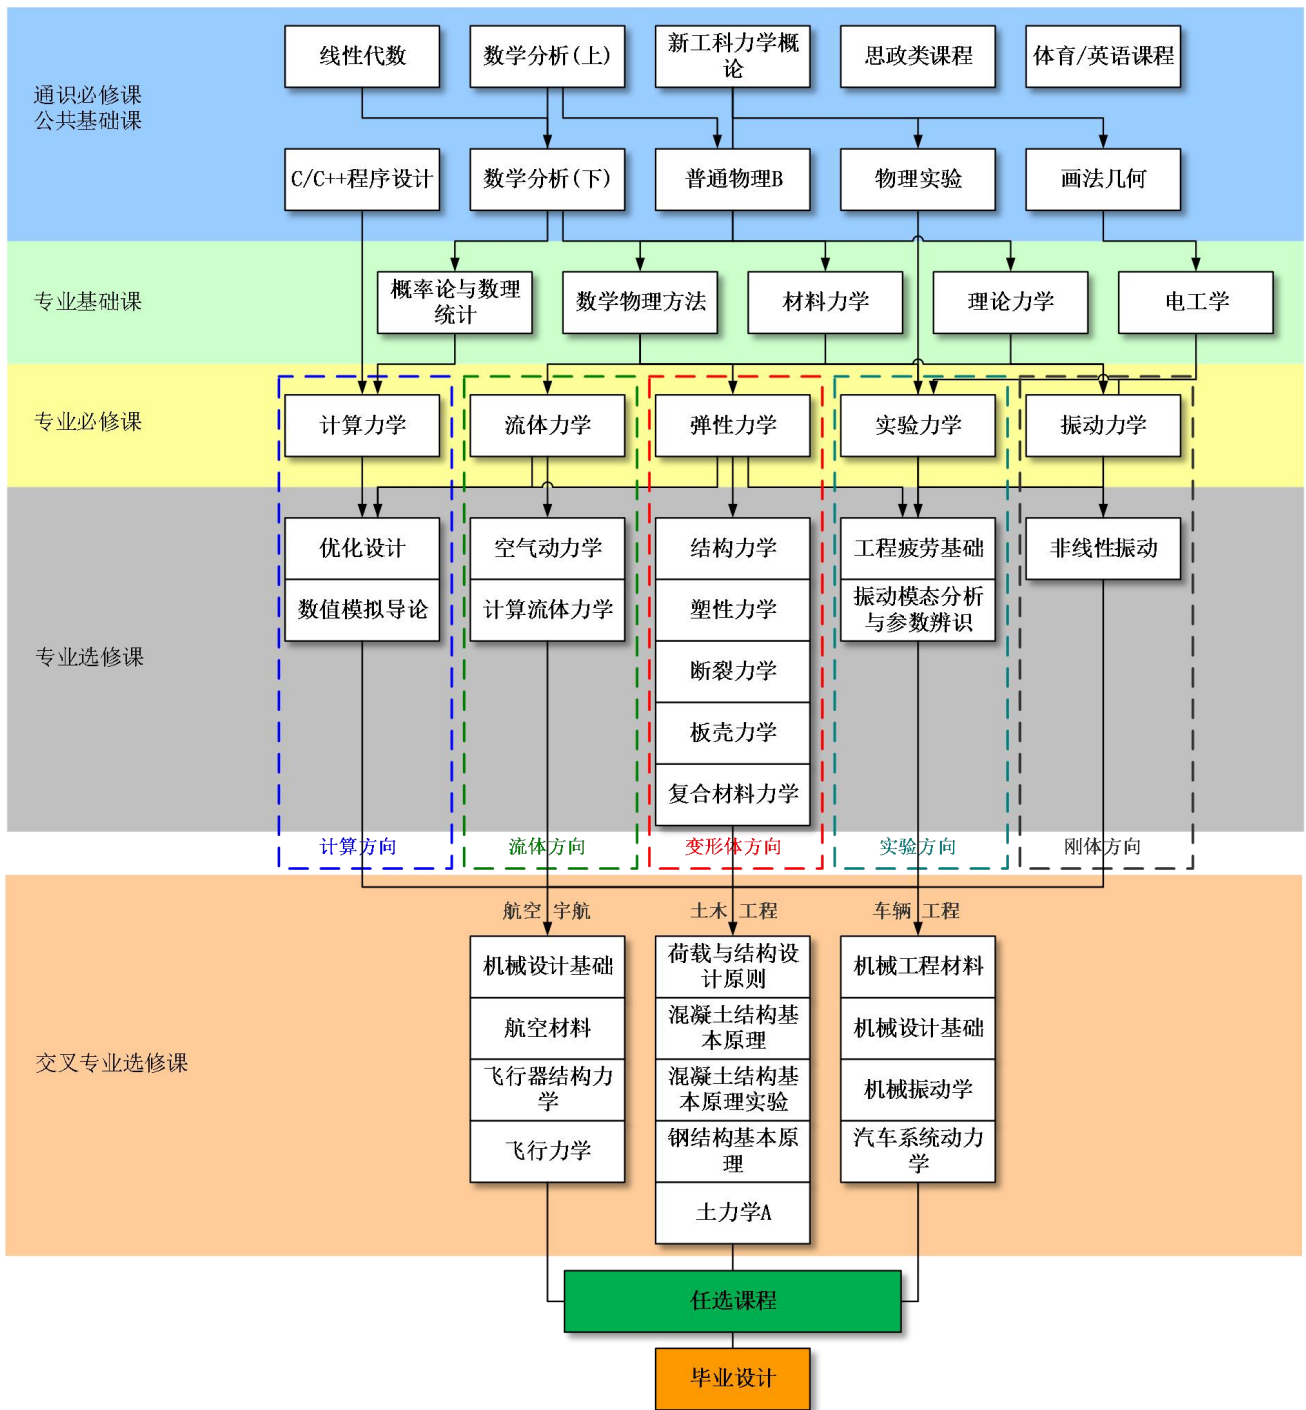 线性代数
数学分析(上)
新工科力学概
论
思政类课程
体育/英语课程
通识必修课
公共基础课
C/C++程序设计
数学分析(下)
普通物理B
物理实验
画法几何
专业基础课
概率论与数理
统计
数学物理方法
材料力学
理论力学
电工学
专业必修课
计算力学
流体力学
弹性力学
实验力学
振动力学
专业选修课
优化设计
数值模拟导论
空气动力学
计算流体力学
结构力学
塑性力学
断裂力学
板壳力学
复合材料力学
工程疲劳基础
振动模态分析
与参数辨识
非线性振动
计算方向
流体方向
变形体方向
实验方向
刚体方向
交叉专业选修课
航空 宇航
机械设计基础
航空材料
飞行器结构力
学
飞行力学
土木 工程
荷载与结构设
计原则
混凝土结构基
本原理
混凝土结构基
本原理实验
钢结构基本原
理
土力学A
车辆 工程
机械工程材料
机械设计基础
机械振动学
汽车系统动力
学
任选课程
毕业设计